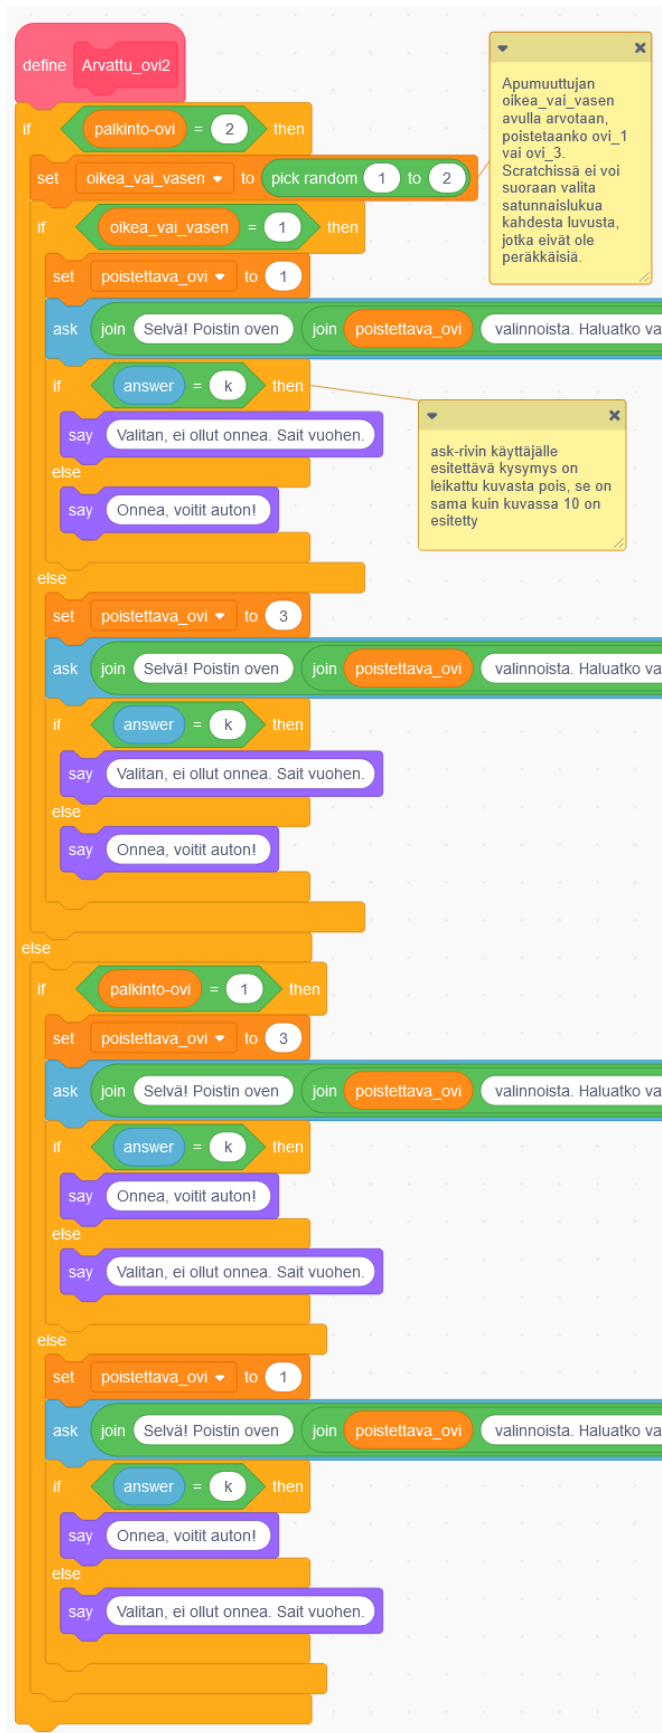 define Arvattu_ovi2
if palkinto-ovi = 2 then
set oikea_vai_vasen to pick random 1 to 2
Apumuuttujan
oikea_vai_vasen
avulla arvotaan,
poistetaanko ovi_1
vai ovi_3.
Scratchissä ei voi
suoraan valita
satunnaislukua
kahdesta luvusta,
jotka eivät ole
peräkkäisiä.
if oikea_vai_vasen = 1 then
set poistettava_ovi to 1
ask join Selvä! Poistin oven join poistettava_ovi valinnoista. Haluatko va
if answer = k then
say Valitan, ei ollut onnea. Sait vuohen.
ask-rivin käyttäjälle
esitettävä kysymys on
leikattu kuvasta pois, se on
sama kuin kuvassa 10 on
esitetty
else
say Onnea, voitit auton!
else
set poistettava_ovi to 3
ask join Selvä! Poistin oven join poistettava_ovi valinnoista. Haluatko va
if answer = k then
say Valitan, ei ollut onnea. Sait vuohen.
else
say Onnea, voitit auton!
else
if palkinto-ovi = 1 then
set poistettava_ovi to 3
ask join Selvä! Poistin oven join poistettava_ovi valinnoista. Haluatko va
if answer = k then
say Onnea, voitit auton!
else
say Valitan, ei ollut onnea. Sait vuohen.
else
set poistettava_ovi to 1
ask join Selvä! Poistin oven join poistettava_ovi valinnoista. Haluatko va
if answer = k then
say Onnea, voitit auton!
else
say Valitan, ei ollut onnea. Sait vuohen.